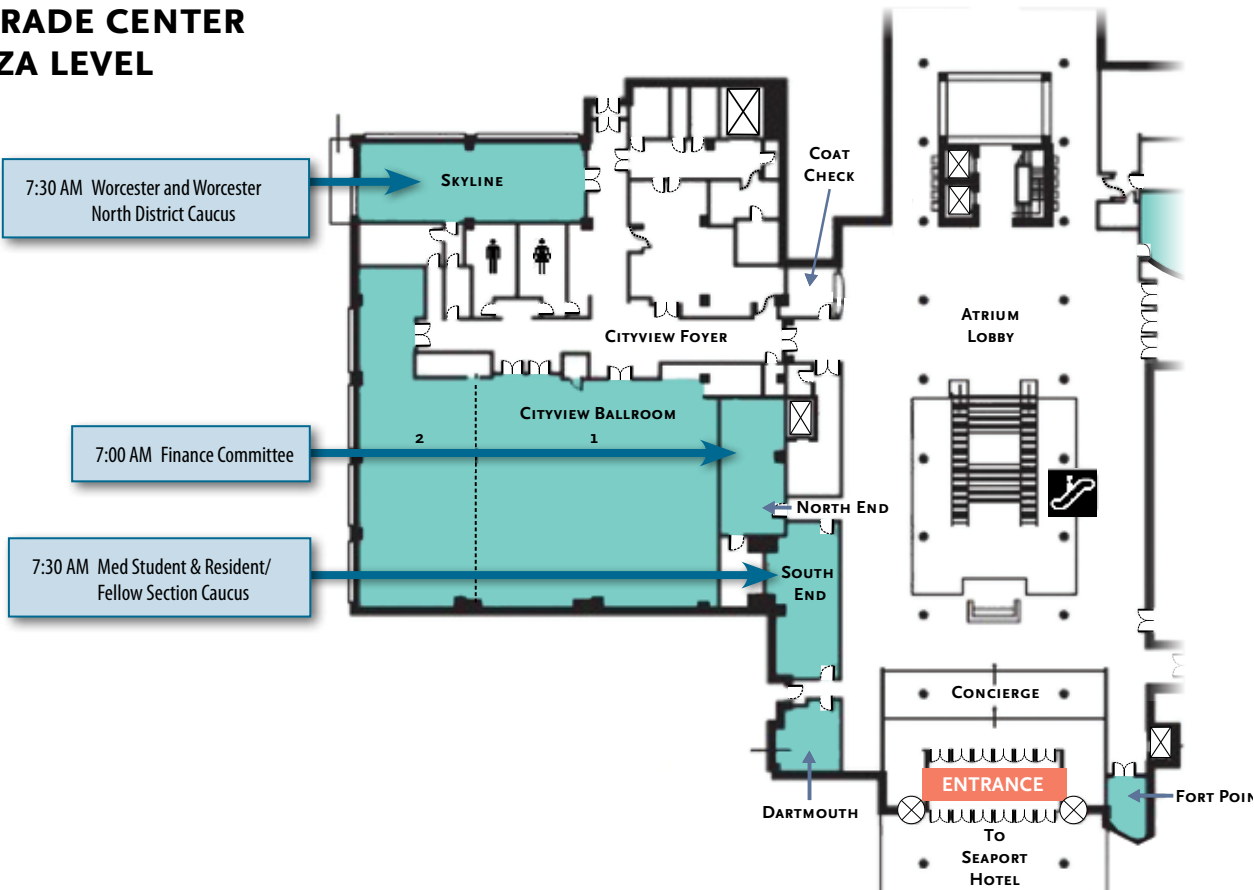 RADE CENTER
ZA LEVEL
7:30 AM Worcester and Worcester
North District Caucus
SKYLINE
COAT
CHECK
CITYVIEW FOYER
ATRIUM
LOBBY
CITYVIEW BALLROOM
2
1
7:00 AM Finance Committee
NORTH END
7:30 AM Med Student & Resident/
Fellow Section Caucus
SOUTH
END
CONCIERGE
ENTRANCE
DARTMOUTH
FORT POIN
TO
SEAPORT
HOTEL